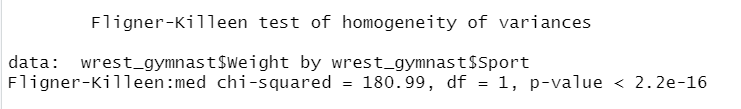 Fligner-Killeen test of homogeneity of variances
data:  wrest_gymnast$Weight by wrest_gymnast$Sport
Fligner-Killeen:med chi-squared = 180.99, df = 1, p-value < 2.2e-16